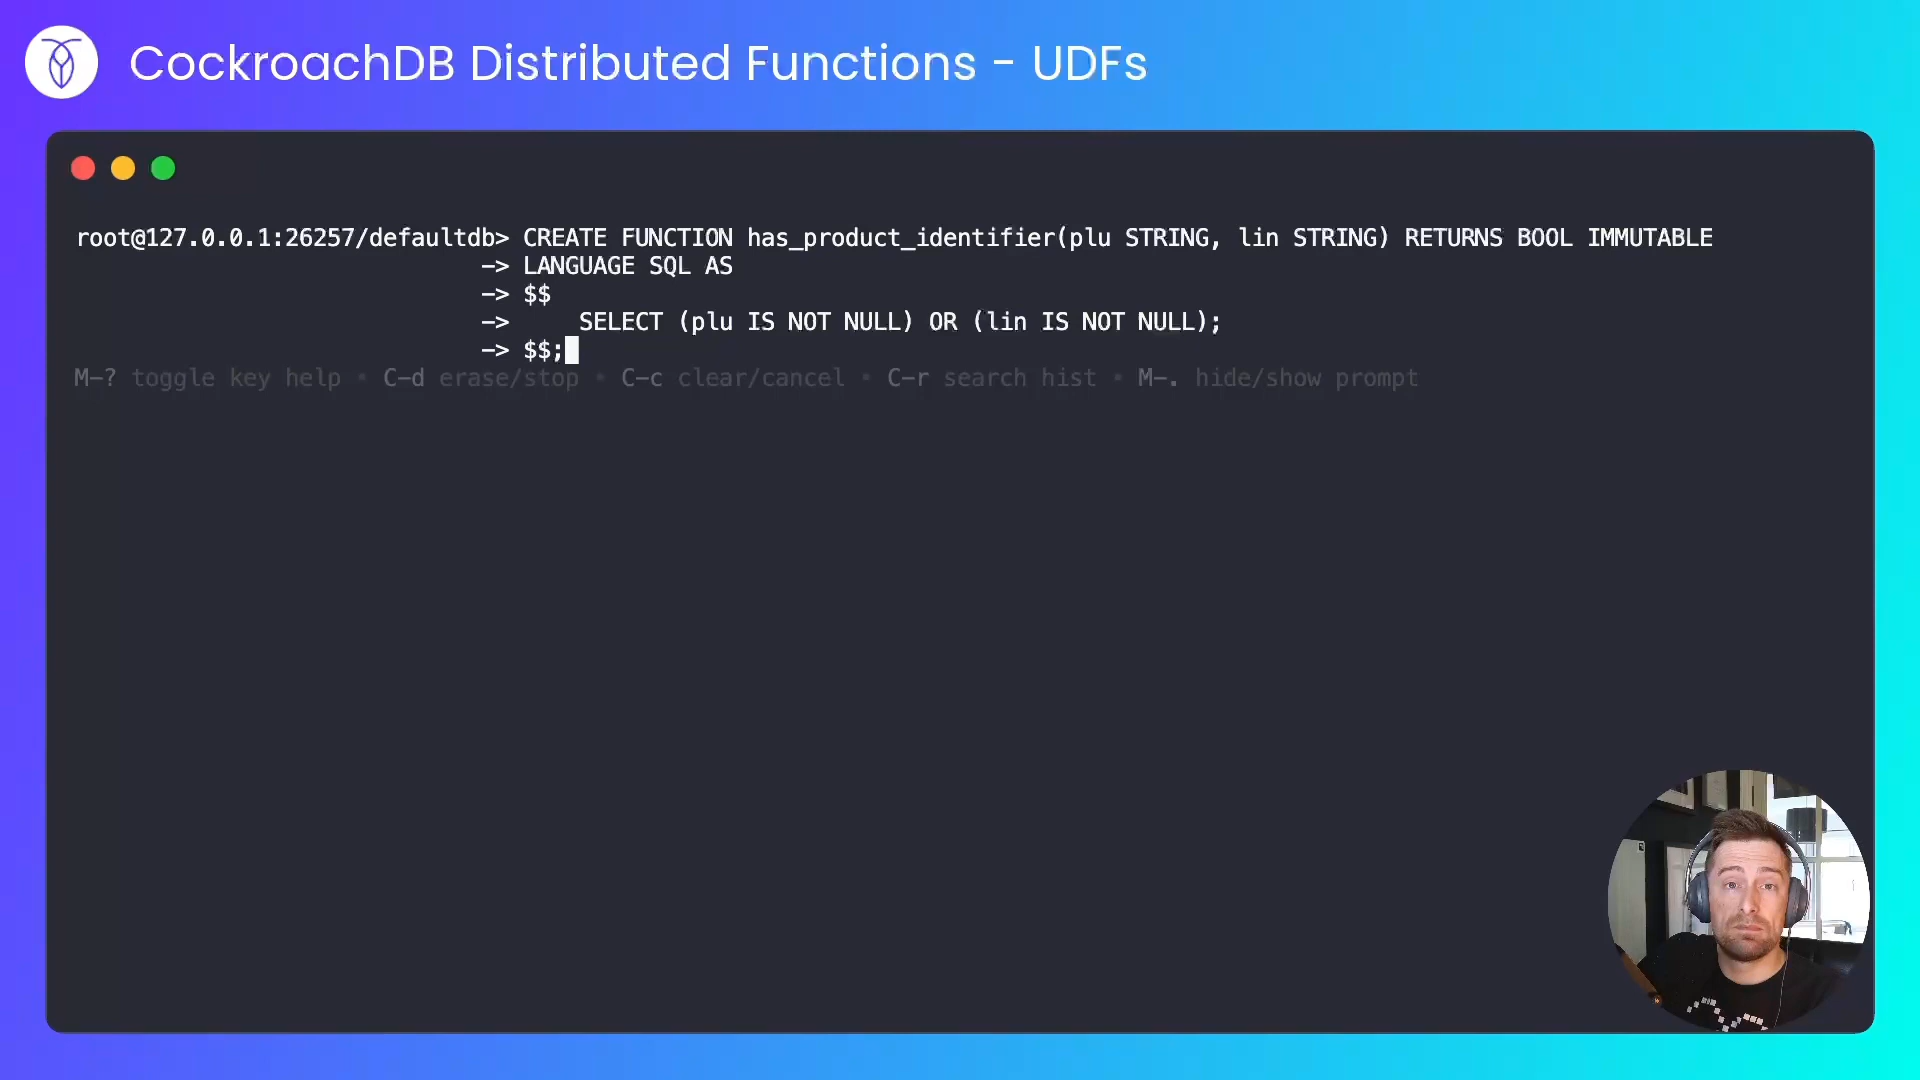 CockroachDB Distributed Functions - UDFs
root@127.0.0.1:26257/defaultdb> CREATE FUNCTION has_product_identifier(plu STRING, lin STRING) RETURNS BOOL IMMUTABLE
-> LANGUAGE SQL AS
-> $$
->     SELECT (plu IS NOT NULL) OR (lin IS NOT NULL);
-> $$;
M-? toggle key help • C-d erase/stop • C-c clear/cancel • C-r search hist • M-. hide/show prompt